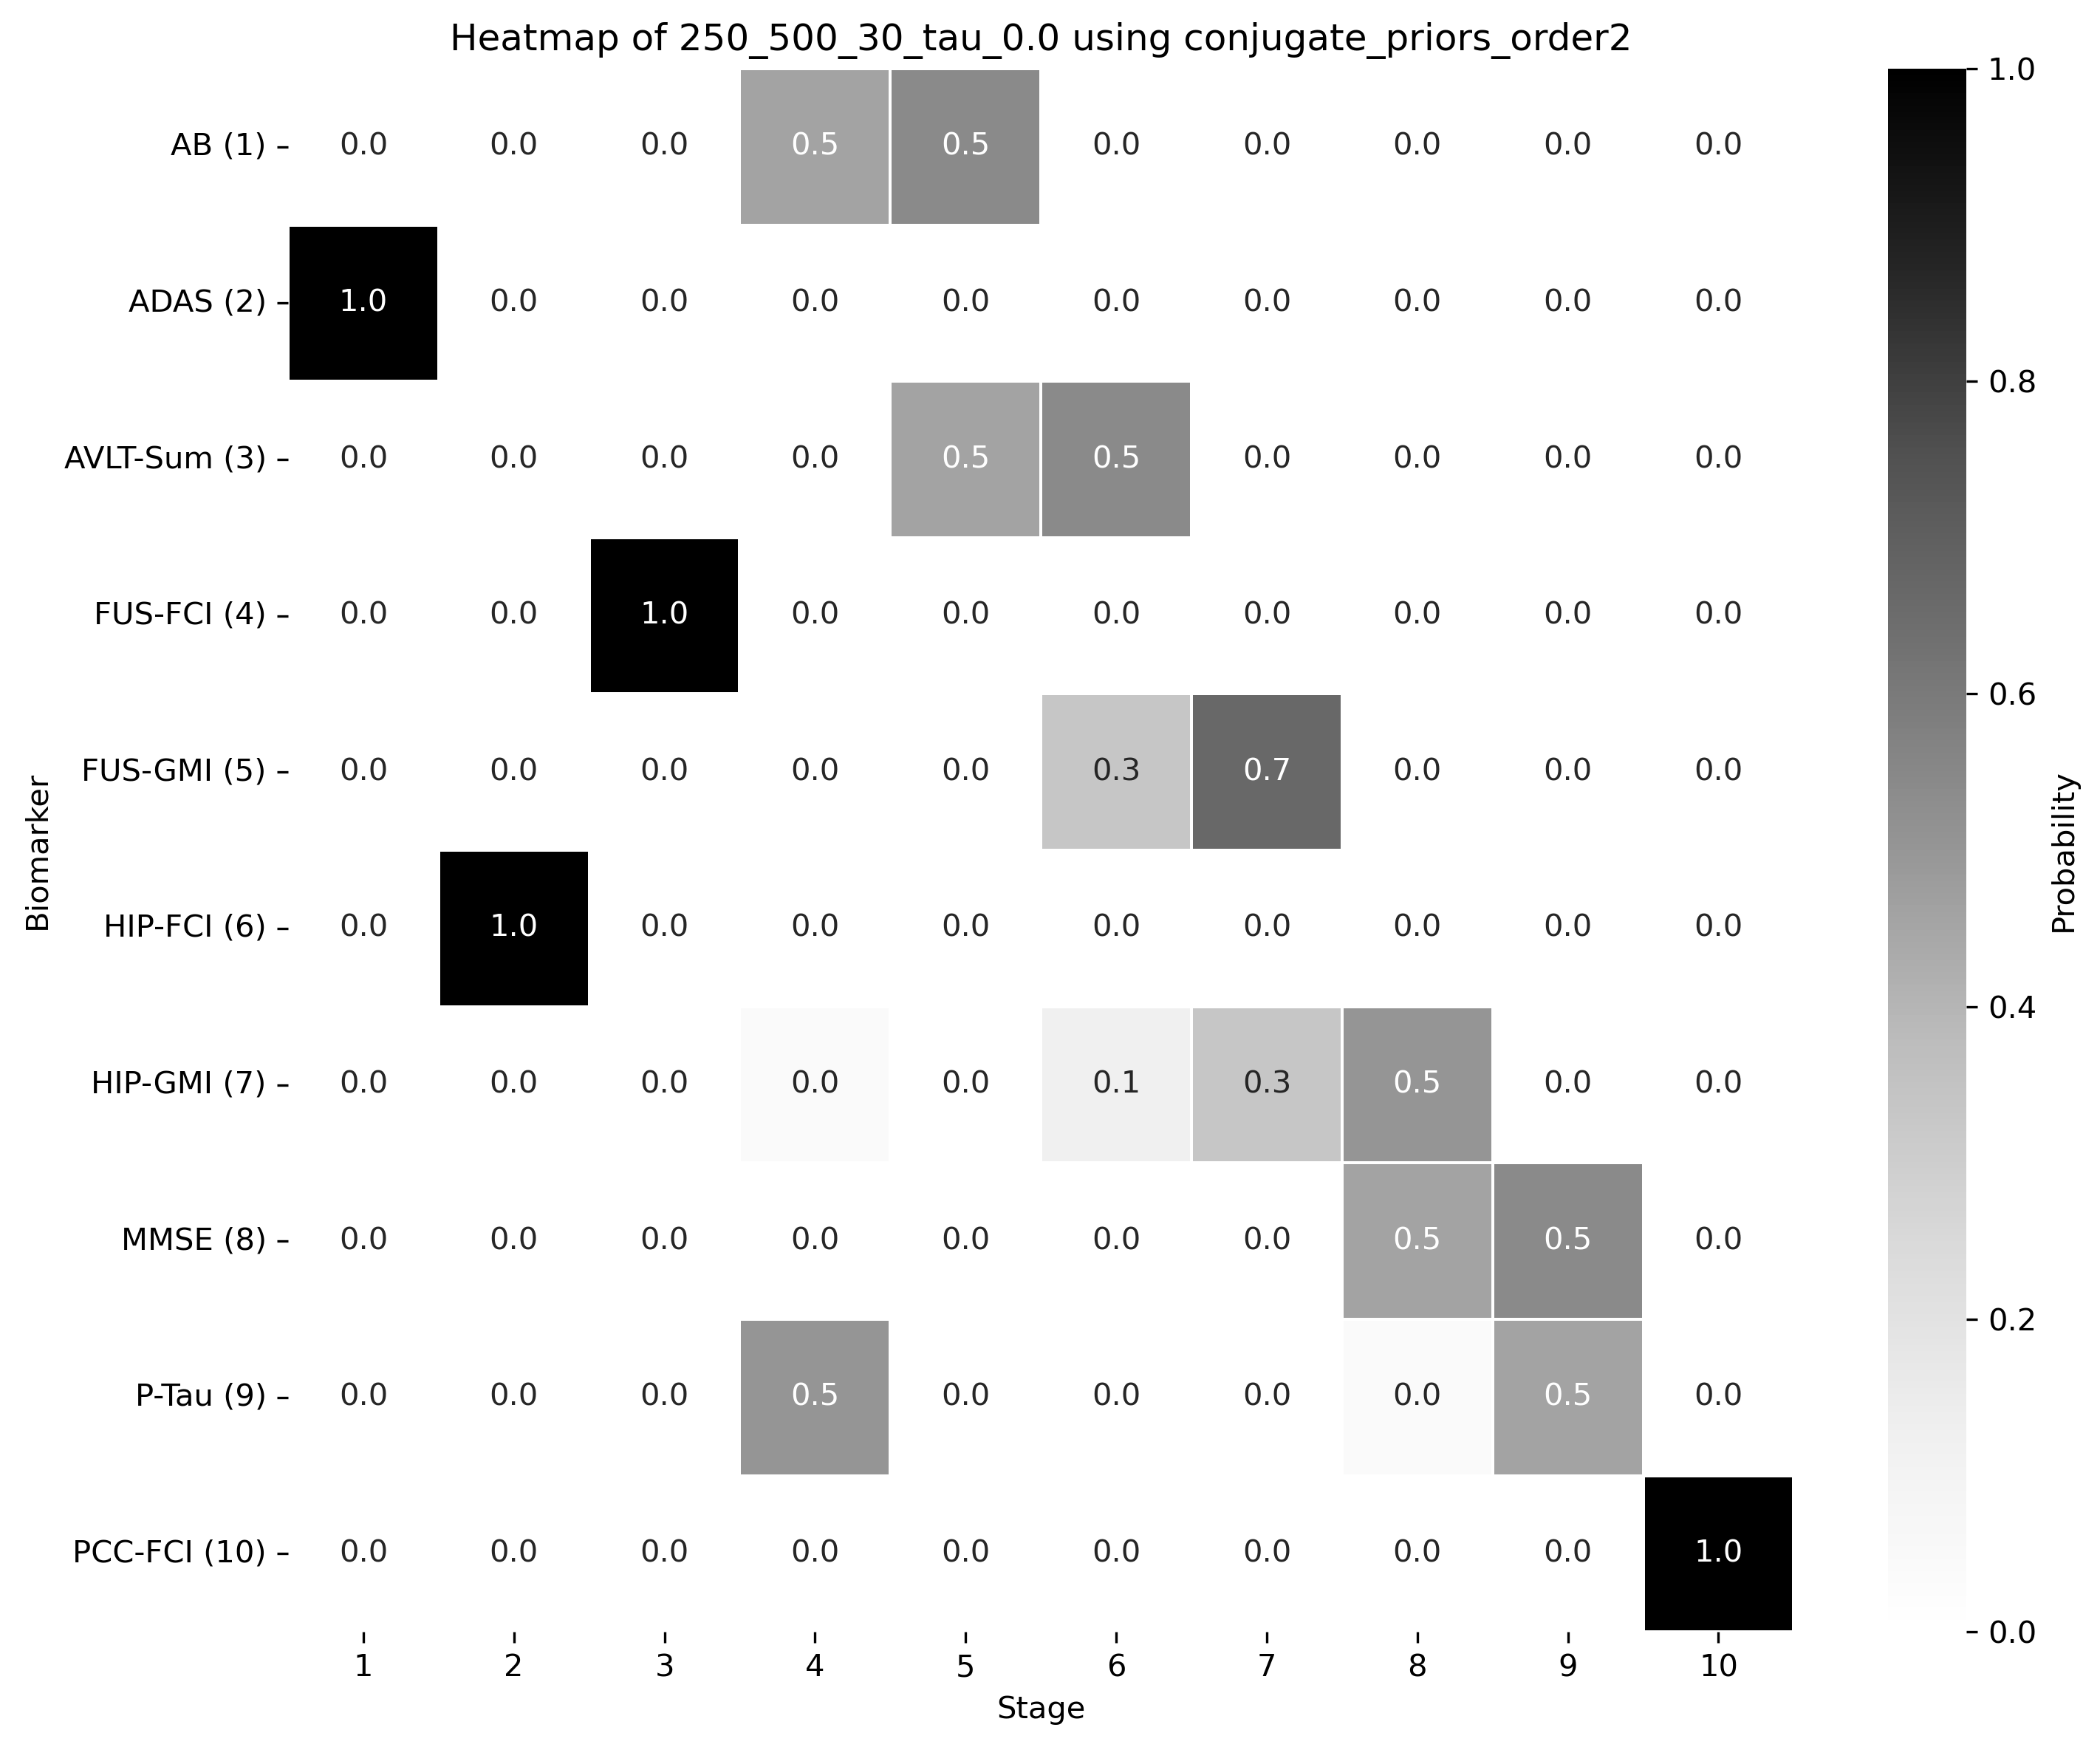 Heatmap of 250_500_30_tau_0.0 using conjugate_priors_order2
AB (1) 0.0 0.0 0.0 0.5 0.5 0.0 0.0 0.0 0.0 0.0
ADAS (2) 1.0 0.0 0.0 0.0 0.0 0.0 0.0 0.0 0.0 0.0
AVLT-Sum (3) 0.0 0.0 0.0 0.0 0.5 0.5 0.0 0.0 0.0 0.0
FUS-FCI (4) 0.0 0.0 1.0 0.0 0.0 0.0 0.0 0.0 0.0 0.0
FUS-GMI (5) 0.0 0.0 0.0 0.0 0.0 0.3 0.7 0.0 0.0 0.0
HIP-FCI (6) 0.0 1.0 0.0 0.0 0.0 0.0 0.0 0.0 0.0 0.0
HIP-GMI (7) 0.0 0.0 0.0 0.0 0.0 0.1 0.3 0.5 0.0 0.0
MMSE (8) 0.0 0.0 0.0 0.0 0.0 0.0 0.0 0.5 0.5 0.0
P-Tau (9) 0.0 0.0 0.0 0.5 0.0 0.0 0.0 0.0 0.5 0.0
PCC-FCI (10) 0.0 0.0 0.0 0.0 0.0 0.0 0.0 0.0 0.0 1.0
1 2 3 4 5 6 7 8 9 10
Stage
Biomarker
1.0
0.8
0.6
0.4
0.2
0.0
Probability